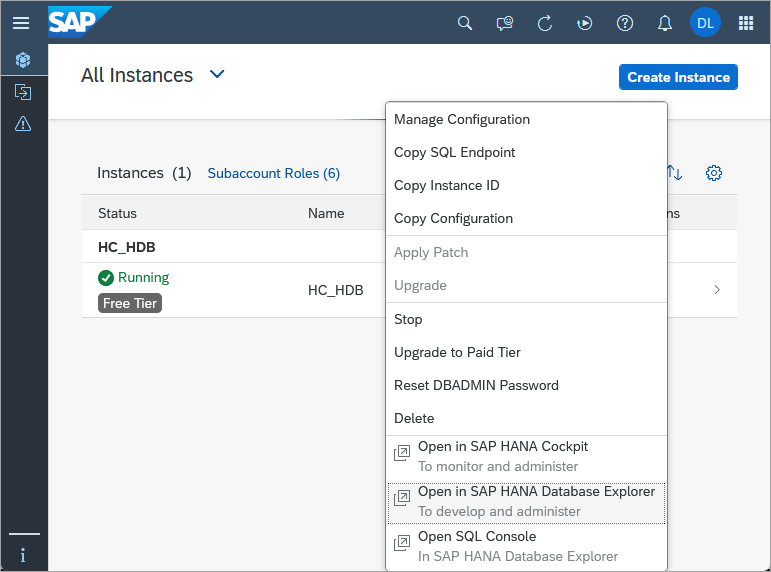 SAP
DL
All Instances
Create Instance
Instances (1) Subaccount Roles (6)
Status Name ns
HC_HDB
Running
Free Tier
HC_HDB
Manage Configuration
Copy SQL Endpoint
Copy Instance ID
Copy Configuration
Apply Patch
Upgrade
Stop
Upgrade to Paid Tier
Reset DBADMIN Password
Delete
Open in SAP HANA Cockpit
To monitor and administer
Open in SAP HANA Database Explorer
To develop and administer
Open SQL Console
In SAP HANA Database Explorer